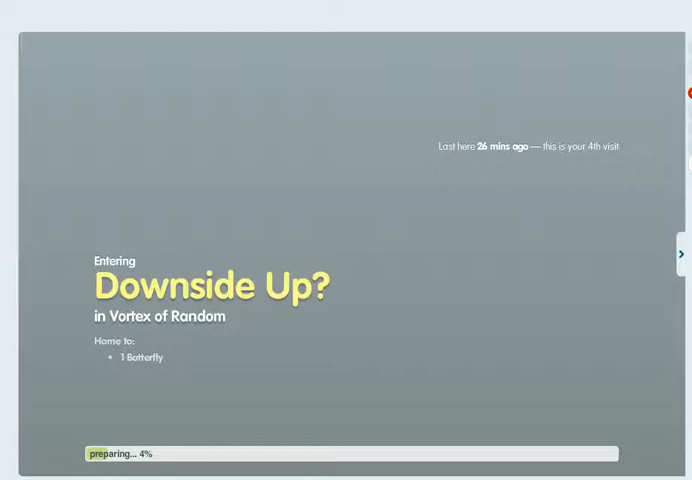 Last here 26 mins ago — this is your 4th visit.
Entering
Downside Up?
in Vortex of Random
Home to:
• 1 Batterfly
preparing... 4%